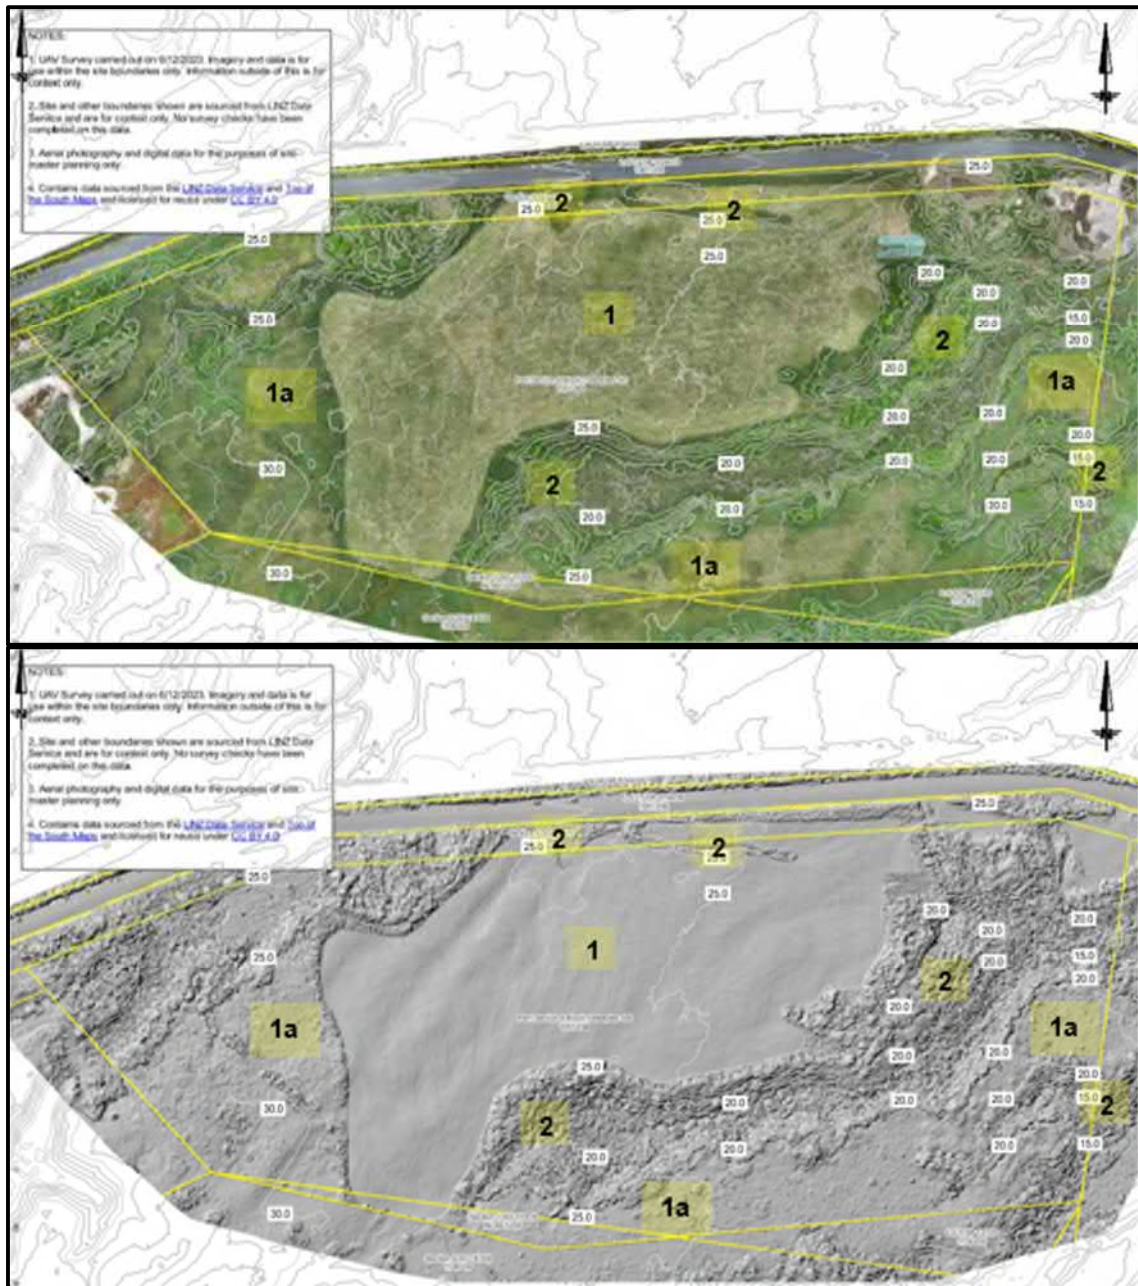 NOTES:
1. UAV Survey carried out on 6/12/2023. Imagery and data is for
use within the site boundaries only. Information outside of this is for
context only.
2. Site and other boundaries shown are sourced from LINZ Data
Service and are for context only. No survey checks have been
completed on this data.
3. Aerial photography and digital data for the purposes of site
master planning only.
4. Contains data sourced from the LINZ Data Service and Top of
the South Maps and licensed for reuse under CC BY 4.0
25.0
2
25.0
2
25.0
25.0
25.0
20.0
20.0
20.0
15.0
25.0
1
20.0
2
20.0
1a
20.0
1a
25.0
20.0
20.0
20.0
30.0
2
20.0
20.0
20.0
15.0
2
20.0
20.0
20.0
15.0
1a
30.0
25.0
NOTES:
1. UAV Survey carried out on 6/12/2023. Imagery and data is for
use within the site boundaries only. Information outside of this is for
context only.
2. Site and other boundaries shown are sourced from LINZ Data
Service and are for context only. No survey checks have been
completed on this data.
3. Aerial photography and digital data for the purposes of site
master planning only.
4. Contains data sourced from the LINZ Data Service and Top of
the South Maps and licensed for reuse under CC BY 4.0
25.0
2
25.0
2
25.0
25.0
25.0
20.0
20.0
20.0
25.0
1
15.0
20.0
2
20.0
20.0
1a
1a
20.0
20.0
25.0
20.0
30.0
20.0
20.0
20.0
15.0
2
2
20.0
20.0
20.0
15.0
1a
30.0
25.0